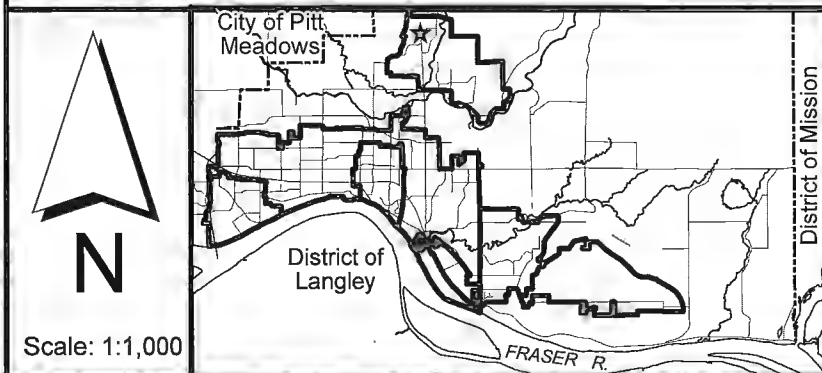 City of Pitt
Meadows
District of Mission
District of
Langley
N
Scale: 1:1,000
FRASER R.